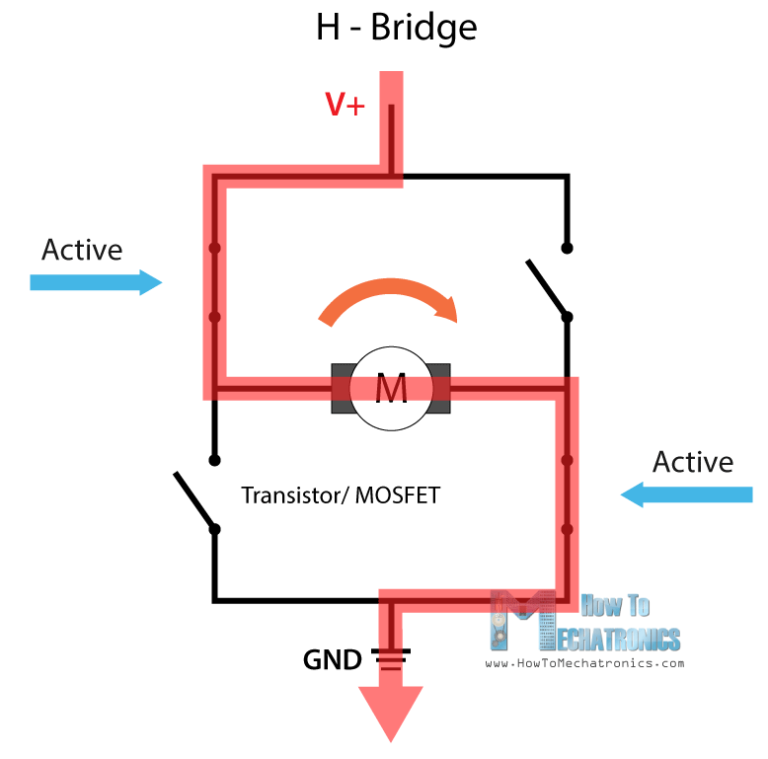 H - Bridge
V+
Active
M
Active
Transistor/ MOSFET
How To
MECHATRONICS
GND
www.HowToMechatronics.com